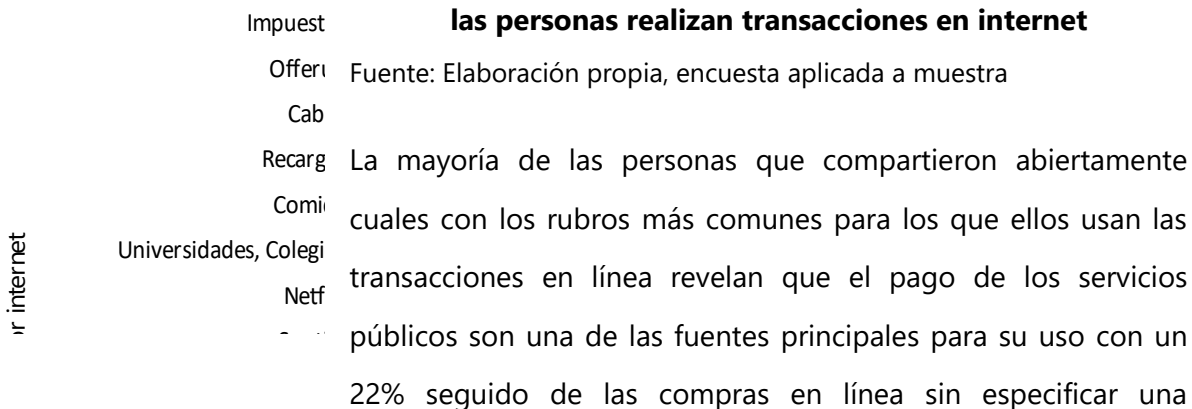 las personas realizan transacciones en internet
Fuente: Elaboración propia, encuesta aplicada a muestra
La mayoría de las personas que compartieron abiertamente
cuales con los rubros más comunes para los que ellos usan las
transacciones en línea revelan que el pago de los servicios
públicos son una de las fuentes principales para su uso con un
22% seguido de las compras en línea sin especificar una
Impuest
Offeru
Cab
Recarg
Comi
Universidades, Colegi
Netf
internet